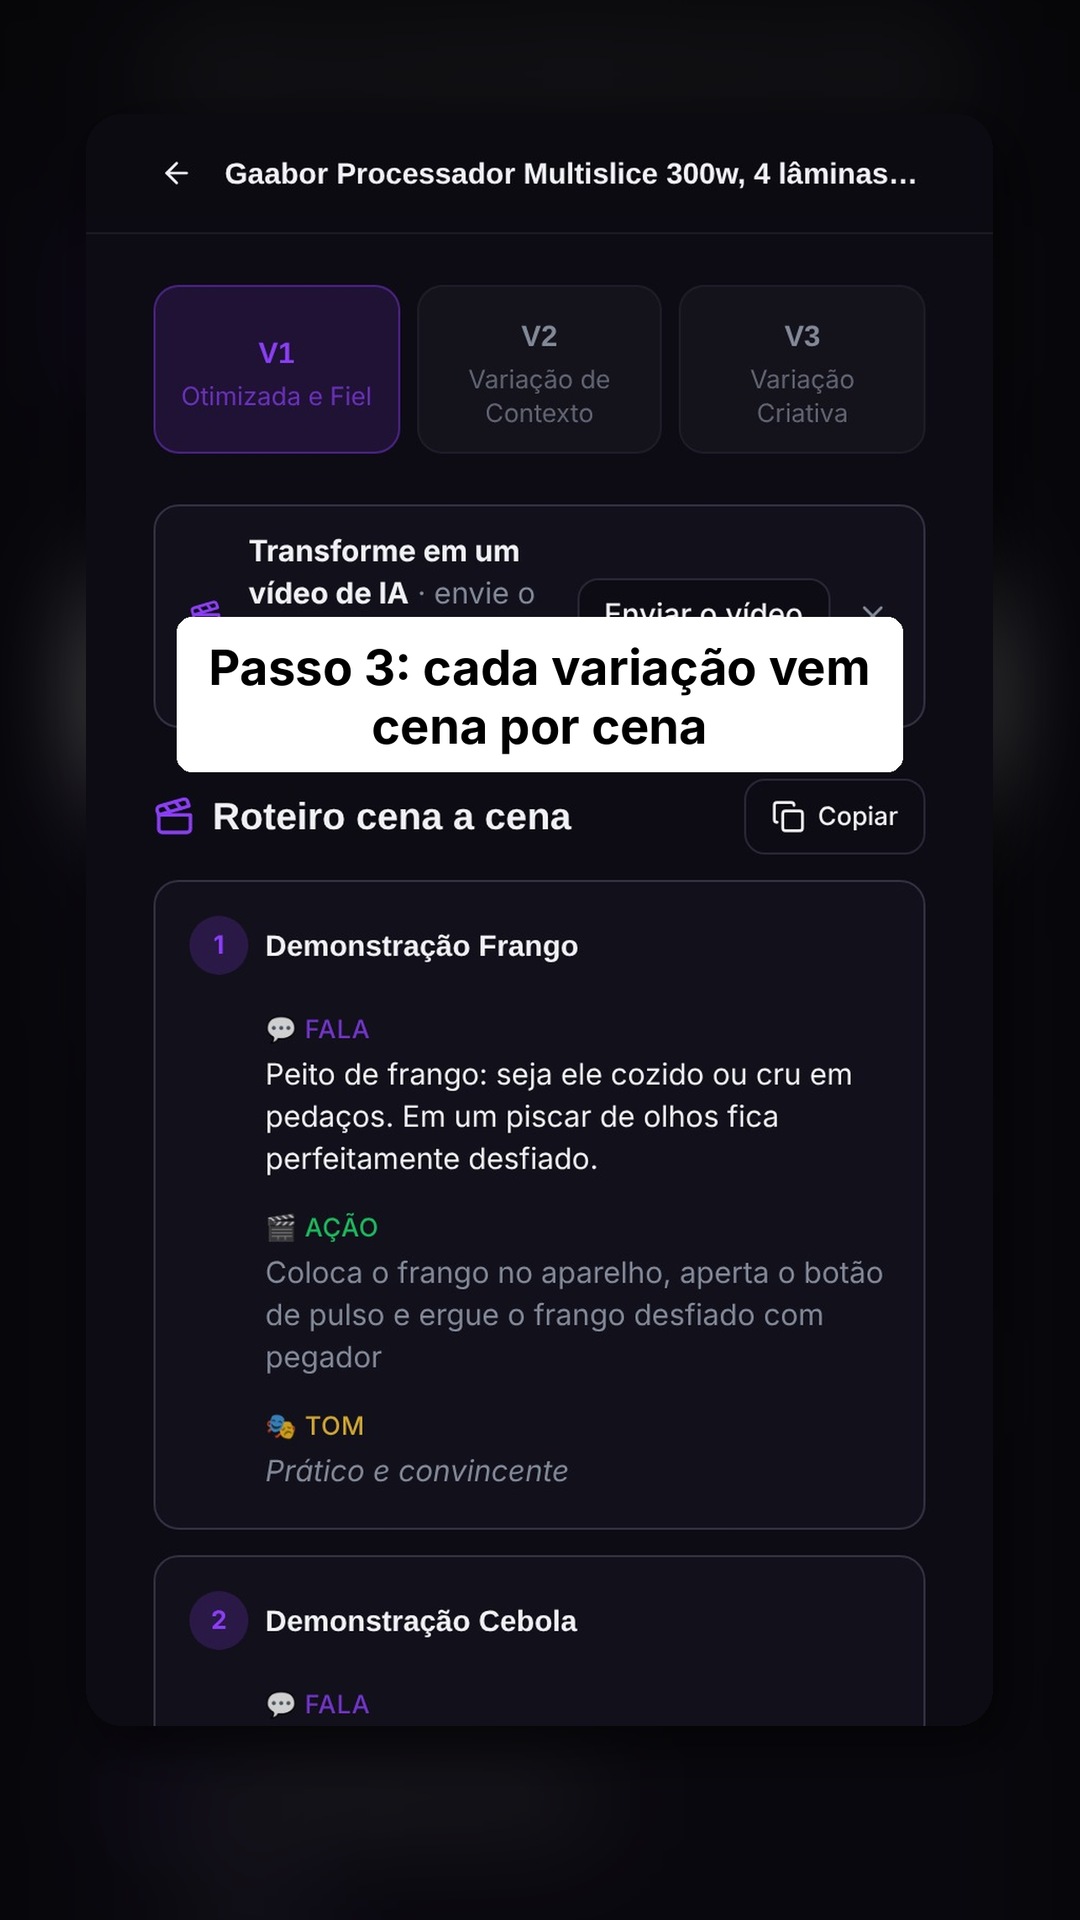 Gaabor Processador Multislice 300w, 4 lâminas...
V1
Otimizada e Fiel
V2
Variação de
Contexto
V3
Variação
Criativa
Transforme em um
vídeo de IA · envie o
Enviar o vídeo
Passo 3: cada variação vem
cena por cena
Roteiro cena a cena
Copiar
1
Demonstração Frango
FALA
Peito de frango: seja ele cozido ou cru em
pedaços. Em um piscar de olhos fica
perfeitamente desfiado.
AÇÃO
Coloca o frango no aparelho, aperta o botão
de pulso e ergue o frango desfiado com
pegador
TOM
Prático e convincente
2
Demonstração Cebola
FALA